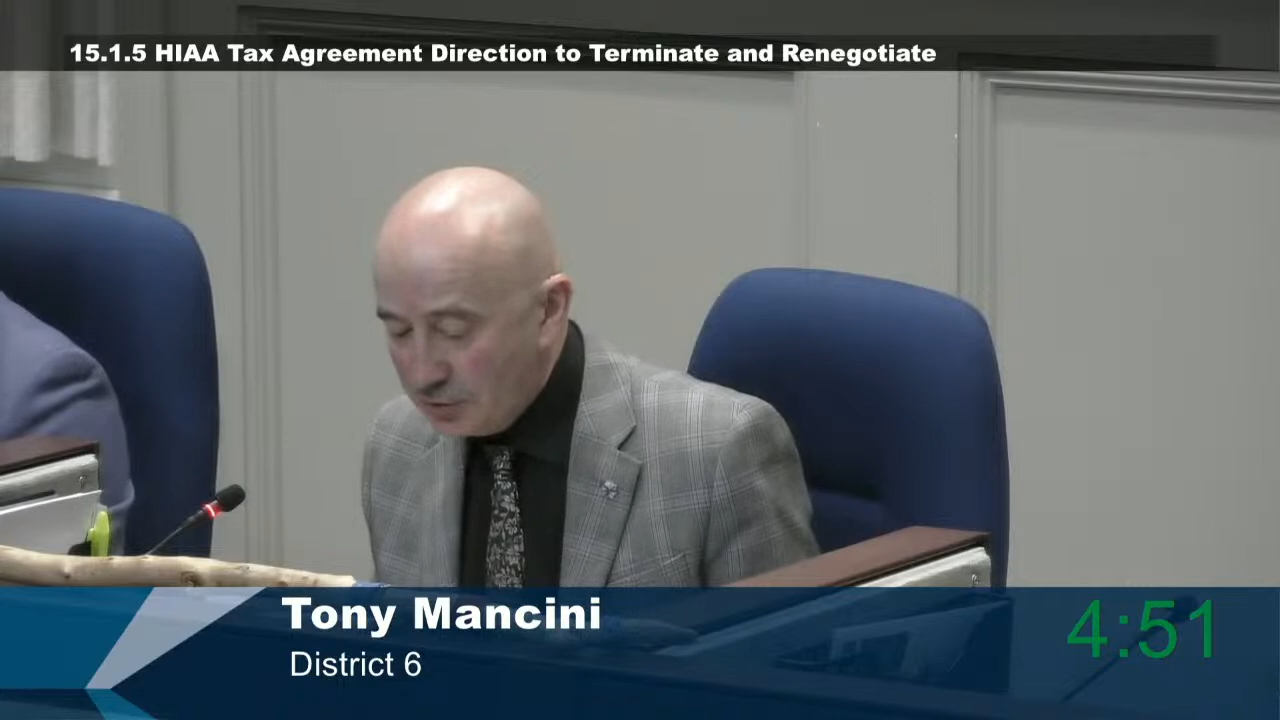 15.1.5 HIAA Tax Agreement Direction to Terminate and Renegotiate
Tony Mancini
District 6
4:51